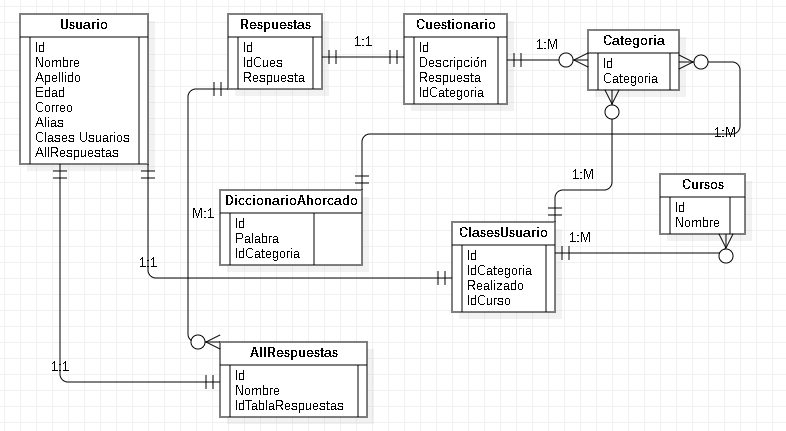 Usuario
Id
Nombre
Apellido
Edad
Correo
Alias
Clases Usuarios
AllRespuestas
Respuestas
Id
IdCues
Respuesta
1:1
Cuestionario
Id
Descripción
Respuesta
IdCategoria
1:M
Categoria
Id
Categoria
1:M
1:M
Cursos
Id
Nombre
DiccionarioAhorcado
Id
Palabra
IdCategoria
M:1
ClasesUsuario
Id
IdCategoria
Realizado
IdCurso
1:M
1:1
AllRespuestas
Id
Nombre
IdTablaRespuestas
1:1